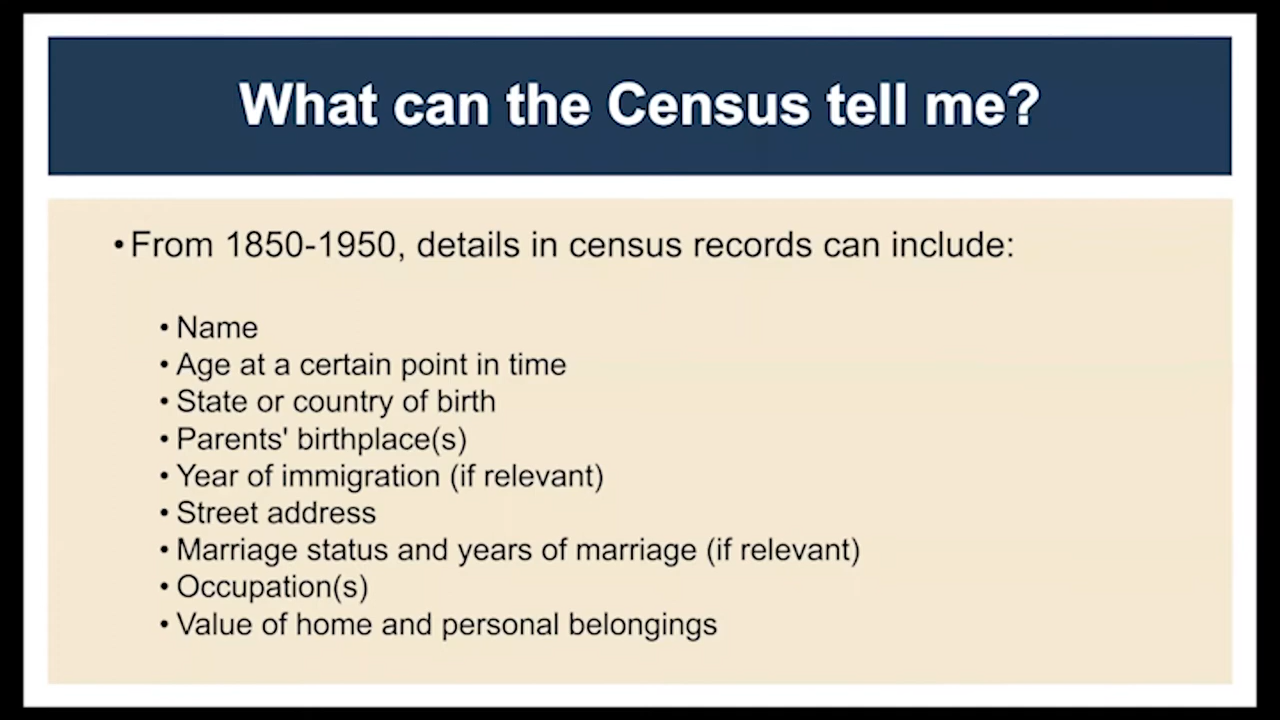 What can the Census tell me?
•From 1850-1950, details in census records can include:
•Name
•Age at a certain point in time
•State or country of birth
•Parents' birthplace(s)
•Year of immigration (if relevant)
•Street address
•Marriage status and years of marriage (if relevant)
•Occupation(s)
•Value of home and personal belongings